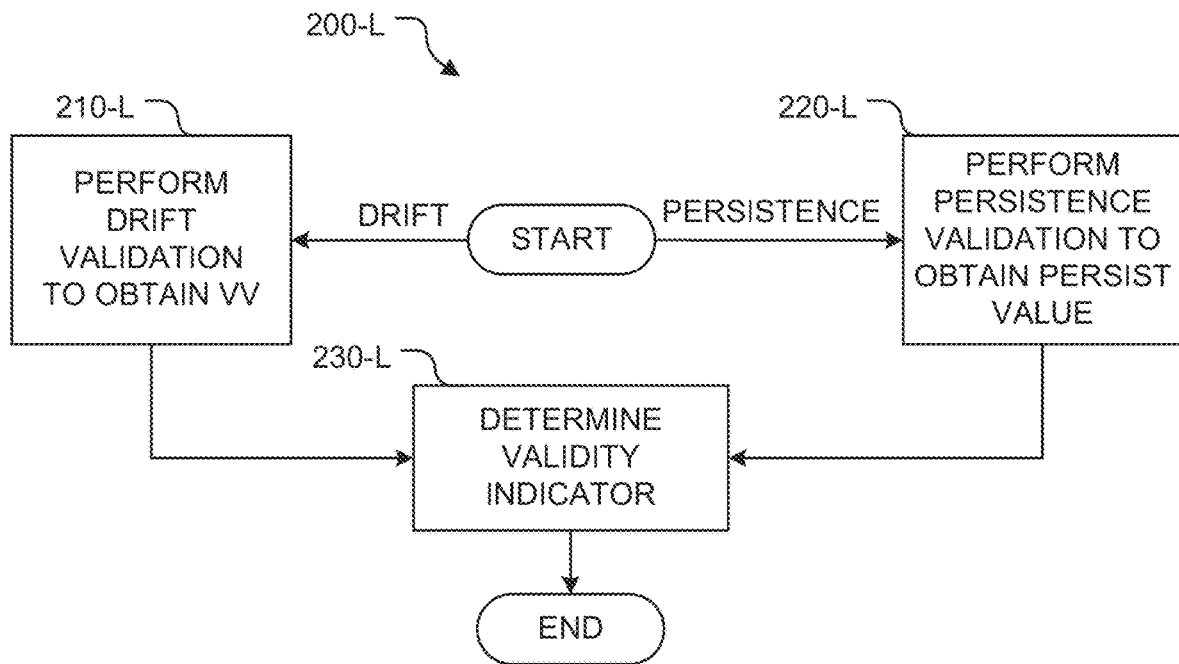 200-L
210-L
220-L
PERFORM
DRIFT
VALIDATION
TO OBTAIN VV
DRIFT
START
PERSISTENCE
PERFORM
PERSISTENCE
VALIDATION TO
OBTAIN PERSIST
VALUE
230-L
DETERMINE
VALIDITY
INDICATOR
END